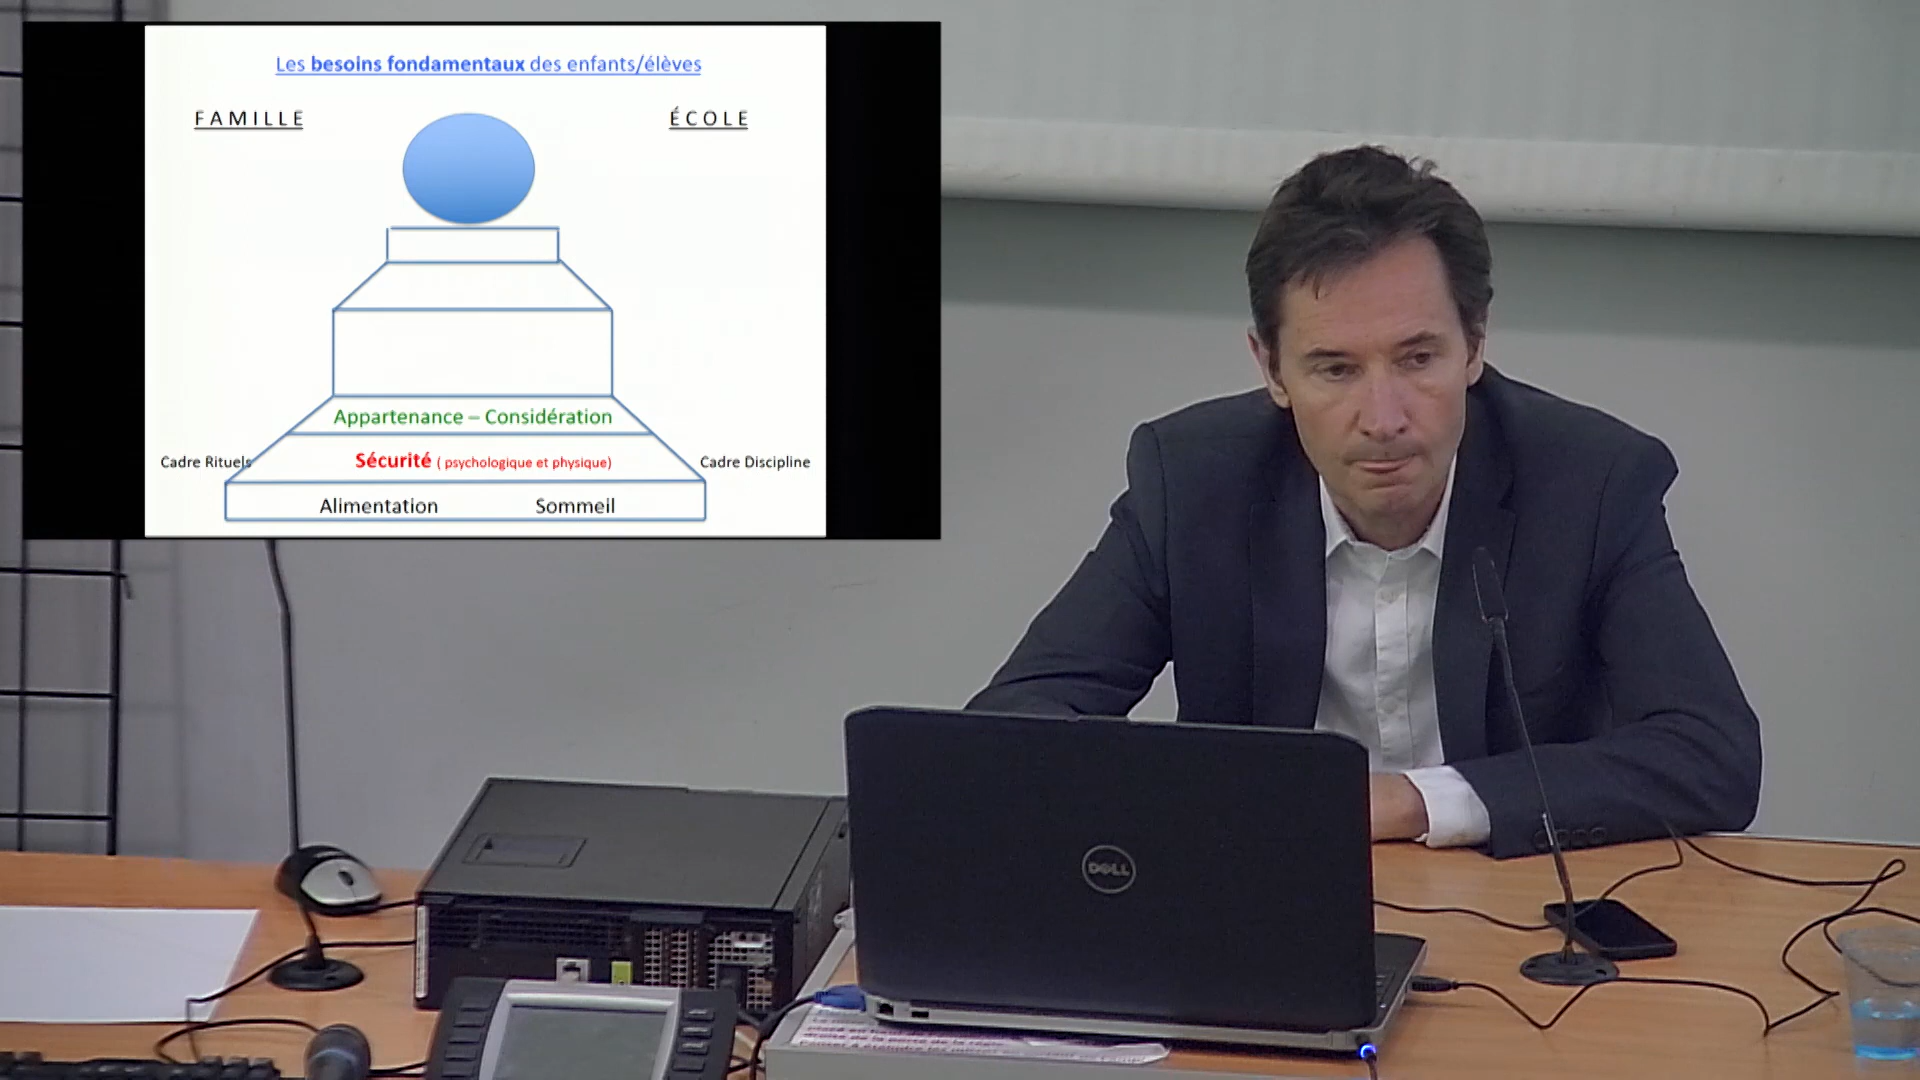 Les besoins fondamentaux des enfants/élèves
FAMILLE
ÉCOLE
Appartenance – Considération
Cadre Rituels
Sécurité ( psychologique et physique)
Cadre Discipline
Alimentation
Sommeil
DELL